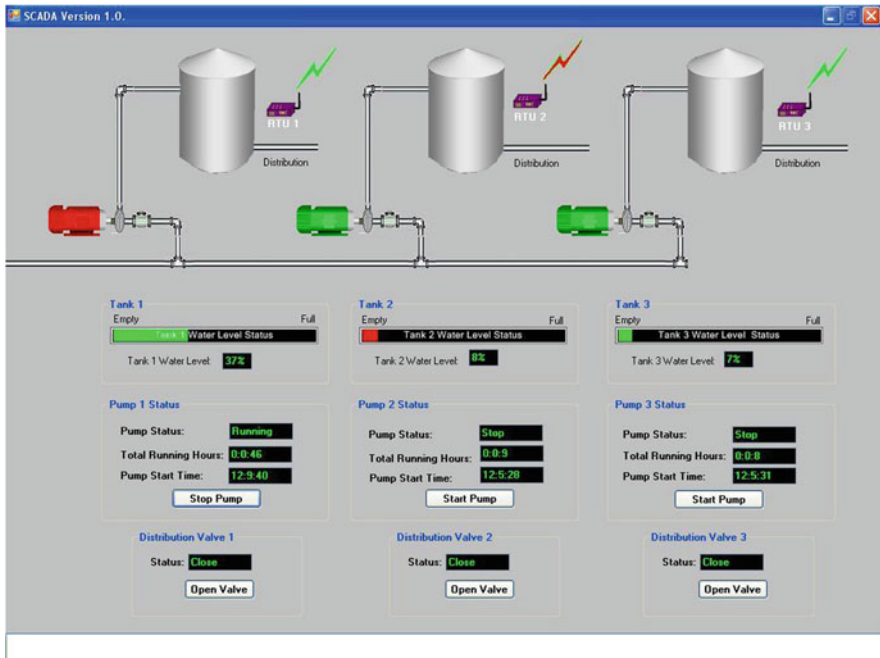 SCADA Version 1.0.
RTU 1
RTU 2
RTU 3
Distribution
Distribution
Distribution
Tank 1
Empty Full
Tank 1 Water Level Status
Tank 1 Water Level: 37%
Tank 2
Empty Full
Tank 2 Water Level Status
Tank 2 Water Level: 8%
Tank 3
Empty Full
Tank 3 Water Level Status
Tank 3 Water Level: 7%
Pump 1 Status
Pump Status: Running
Total Running Hours: 0:0:46
Pump Start Time: 12:9:40
Stop Pump
Pump 2 Status
Pump Status: Stop
Total Running Hours: 0:0:9
Pump Start Time: 12:5:28
Start Pump
Pump 3 Status
Pump Status: Stop
Total Running Hours: 0:0:8
Pump Start Time: 12:5:31
Start Pump
Distribution Valve 1
Status: Close
Open Valve
Distribution Valve 2
Status: Close
Open Valve
Distribution Valve 3
Status: Close
Open Valve